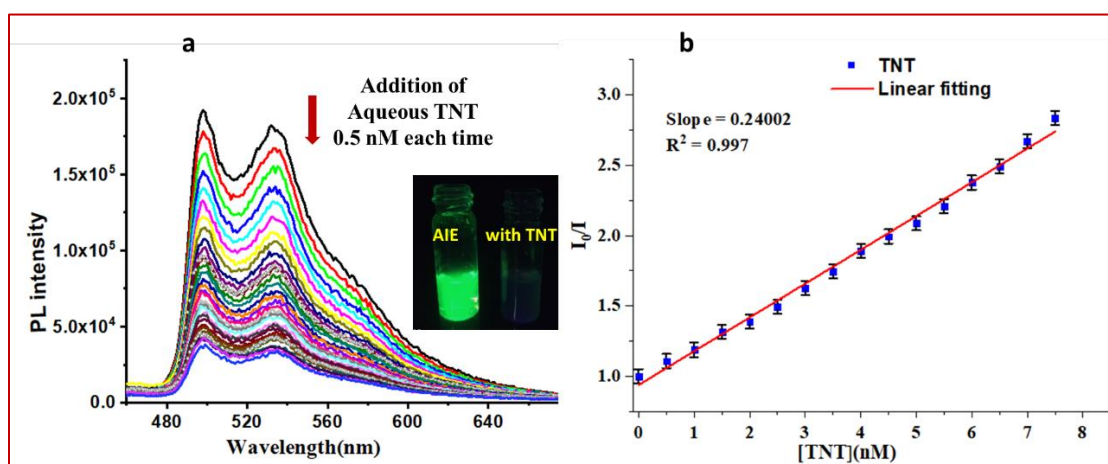 a
Addition of
Aqueous TNT
0.5 nM each time
AIE
with TNT
PL intensity
2.0x10⁵
1.5x10⁵
1.0x10⁵
5.0x10⁴
0.0
480
520
560
600
640
Wavelength(nm)
b
TNT
Linear fitting
Slope = 0.24002
R² = 0.997
I₀/I
3.0
2.5
2.0
1.5
1.0
0
1
2
3
4
5
6
7
8
[TNT](nM)